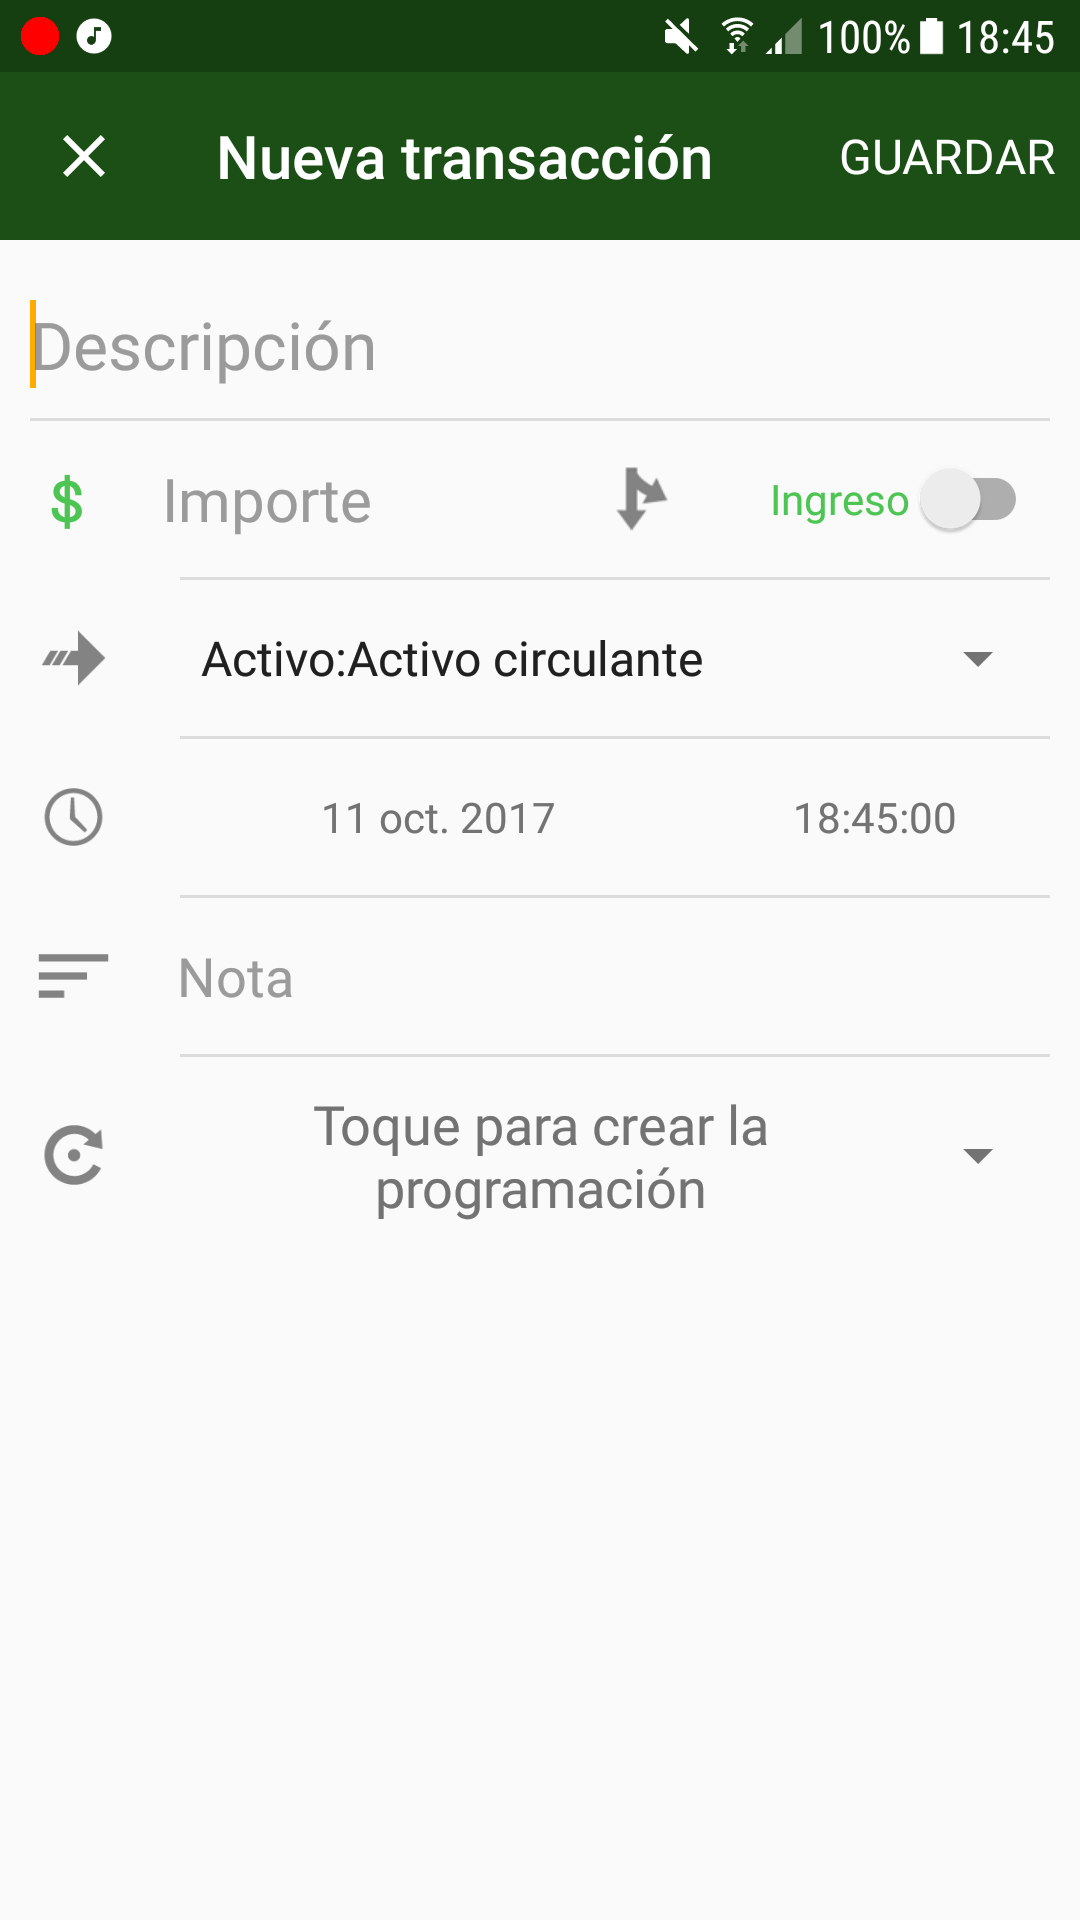 100% 18:45
Nueva transacción GUARDAR
Descripción
$ Importe Ingreso
Activo:Activo circulante
11 oct. 2017 18:45:00
Nota
Toque para crear la
programación